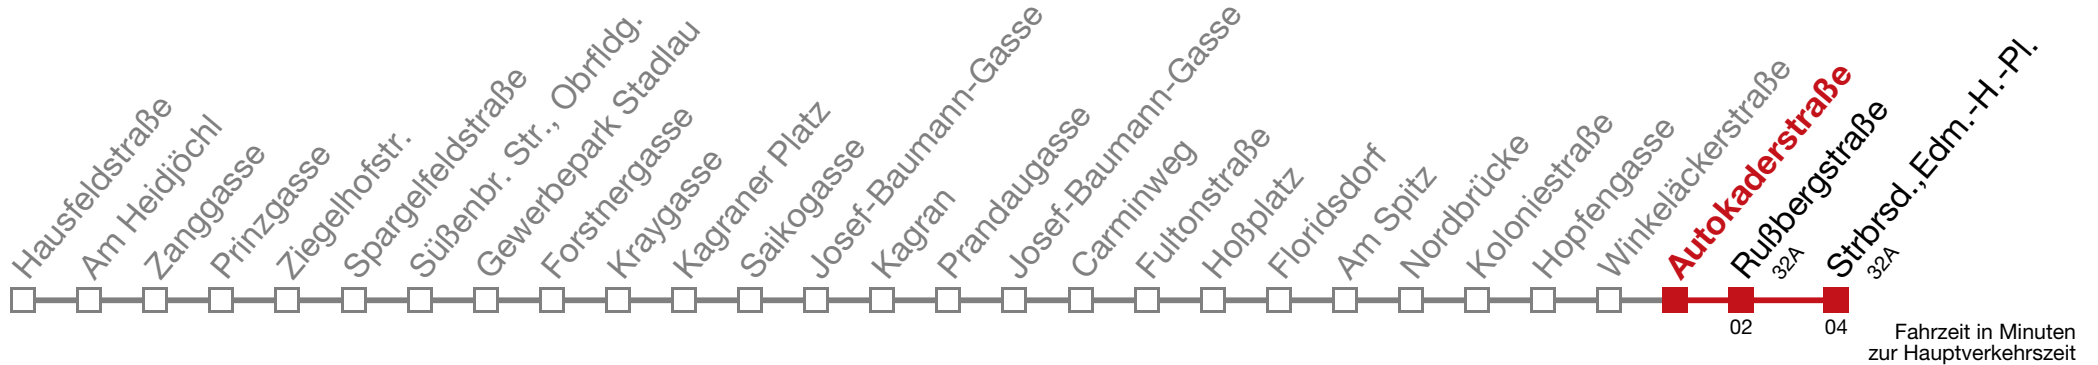 Hausfeldstraße
Am Heidjöchl
Zanggasse
Prinzgasse
Ziegelhofstr.
Spargelfeldstraße
Süßenbr. Str., Obrfldg.
Gewerbepark Stadlau
Forstnergasse
Kraygasse
Kagraner Platz
Saikogasse
Josef-Baumann-Gasse
Kagran
Prandaugasse
Josef-Baumann-Gasse
Carminweg
Fultonstraße
Hoßplatz
Floridsdorf
Am Spitz
Nordbrücke
Koloniestraße
Hopfengasse
Winkeläckerstraße
Autokaderstraße
Rußbergstraße
32A
Strbrsd.,Edm.-H.-Pl.
32A
02
04
Fahrzeit in Minuten
zur Hauptverkehrszeit